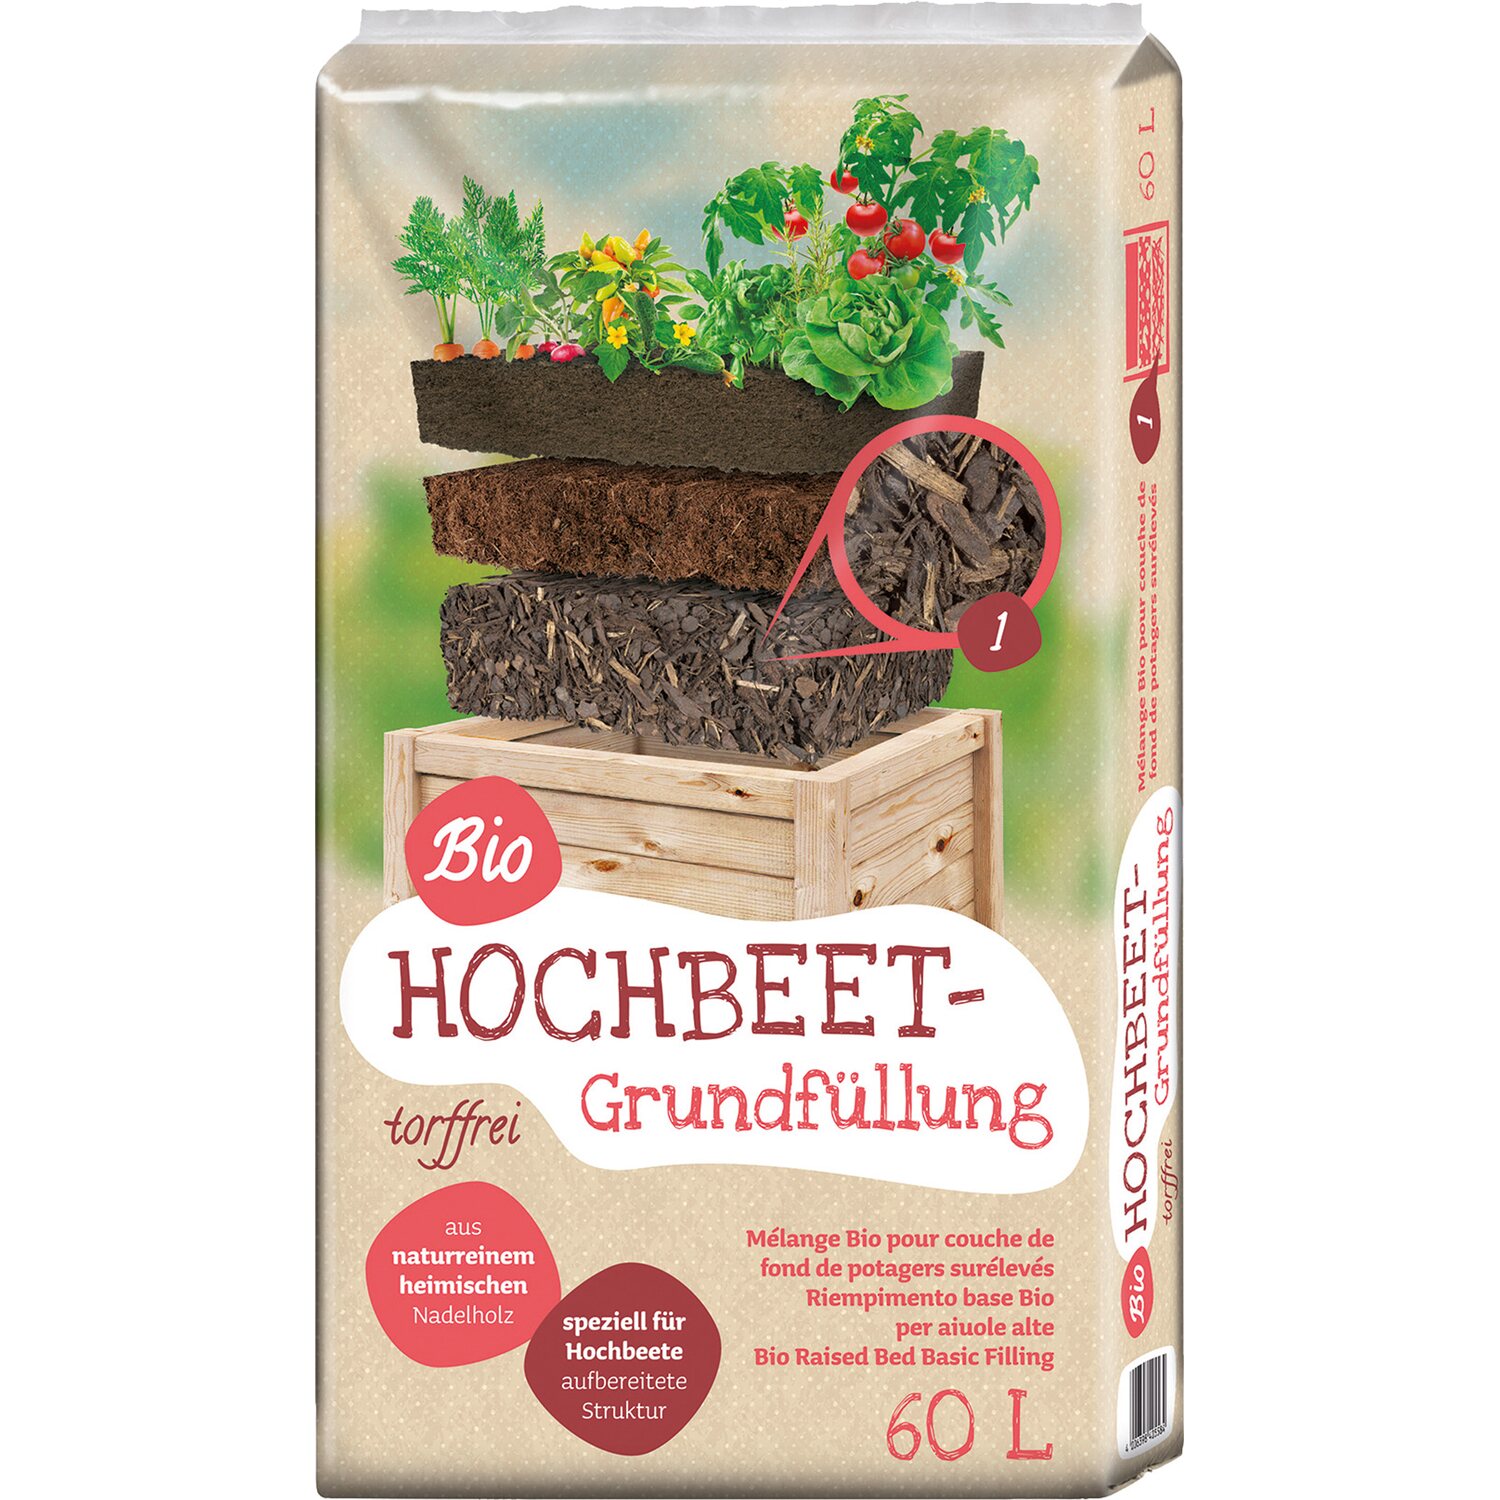 1
Bio
HOCHBEET-
Grundfüllung
torffrei
aus
naturreinem
heimischen
Nadelholz
speziell für
Hochbeete
aufbereitete
Struktur
Mélange Bio pour couche de
fond de potagers surélevés
Riempimento base Bio
per aiuole alte
Bio Raised Bed Basic Filling
60 L
60 L
1
Mélange Bio pour couche de
fond de potagers surélevés
Bio
HOCHBEET-
Grundfüllung
torffrei